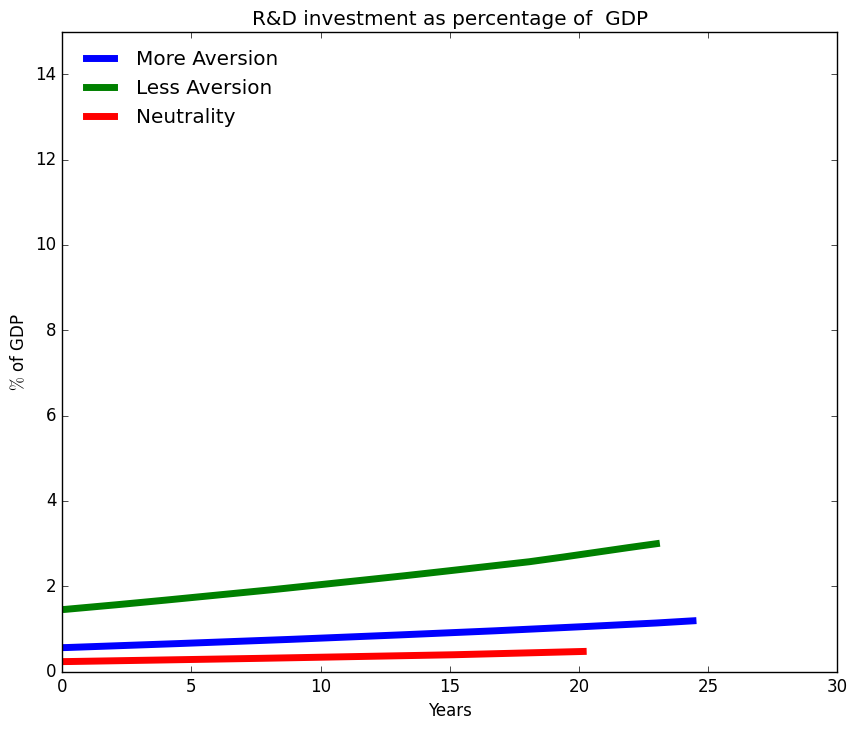 R&D investment as percentage of  GDP
More Aversion
Less Aversion
Neutrality
14
12
10
8
6
4
2
0
% of GDP
0 5 10 15 20 25 30
Years